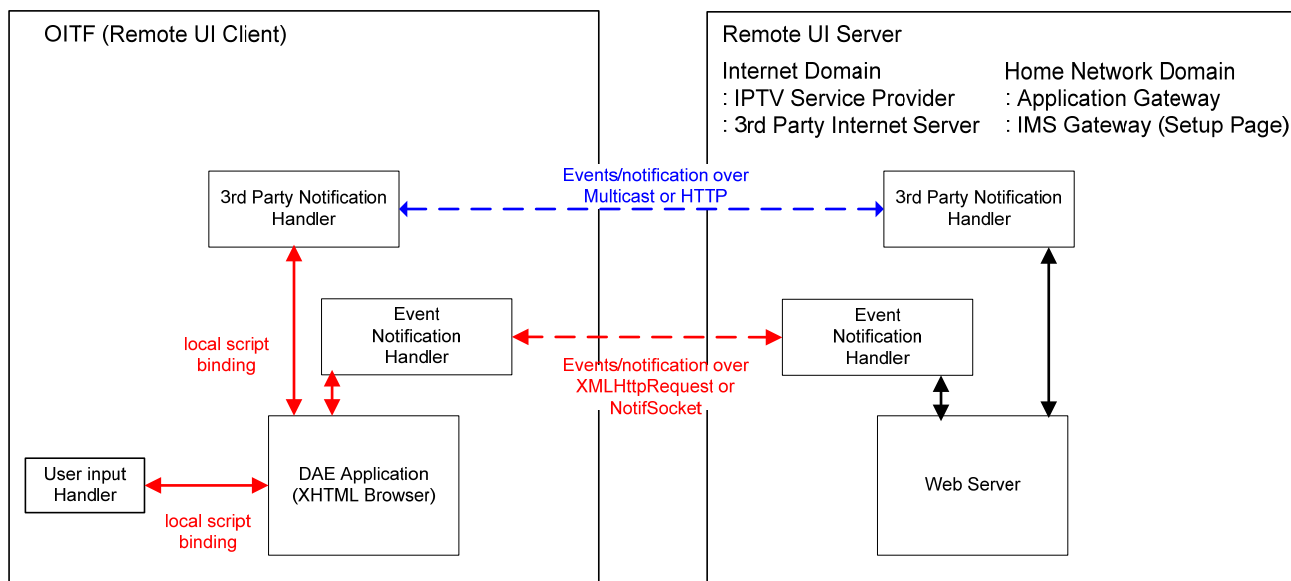 OITF (Remote UI Client)
Remote UI Server
Internet Domain
: IPTV Service Provider
: 3rd Party Internet Server
Home Network Domain
: Application Gateway
: IMS Gateway (Setup Page)
3rd Party Notification
Handler
Events/notification over
Multicast or HTTP
3rd Party Notification
Handler
local script
binding
Event
Notification
Handler
Events/notification over
XMLHttpRequest or
NotifSocket
Event
Notification
Handler
User input
Handler
local script
binding
DAE Application
(XHTML Browser)
Web Server